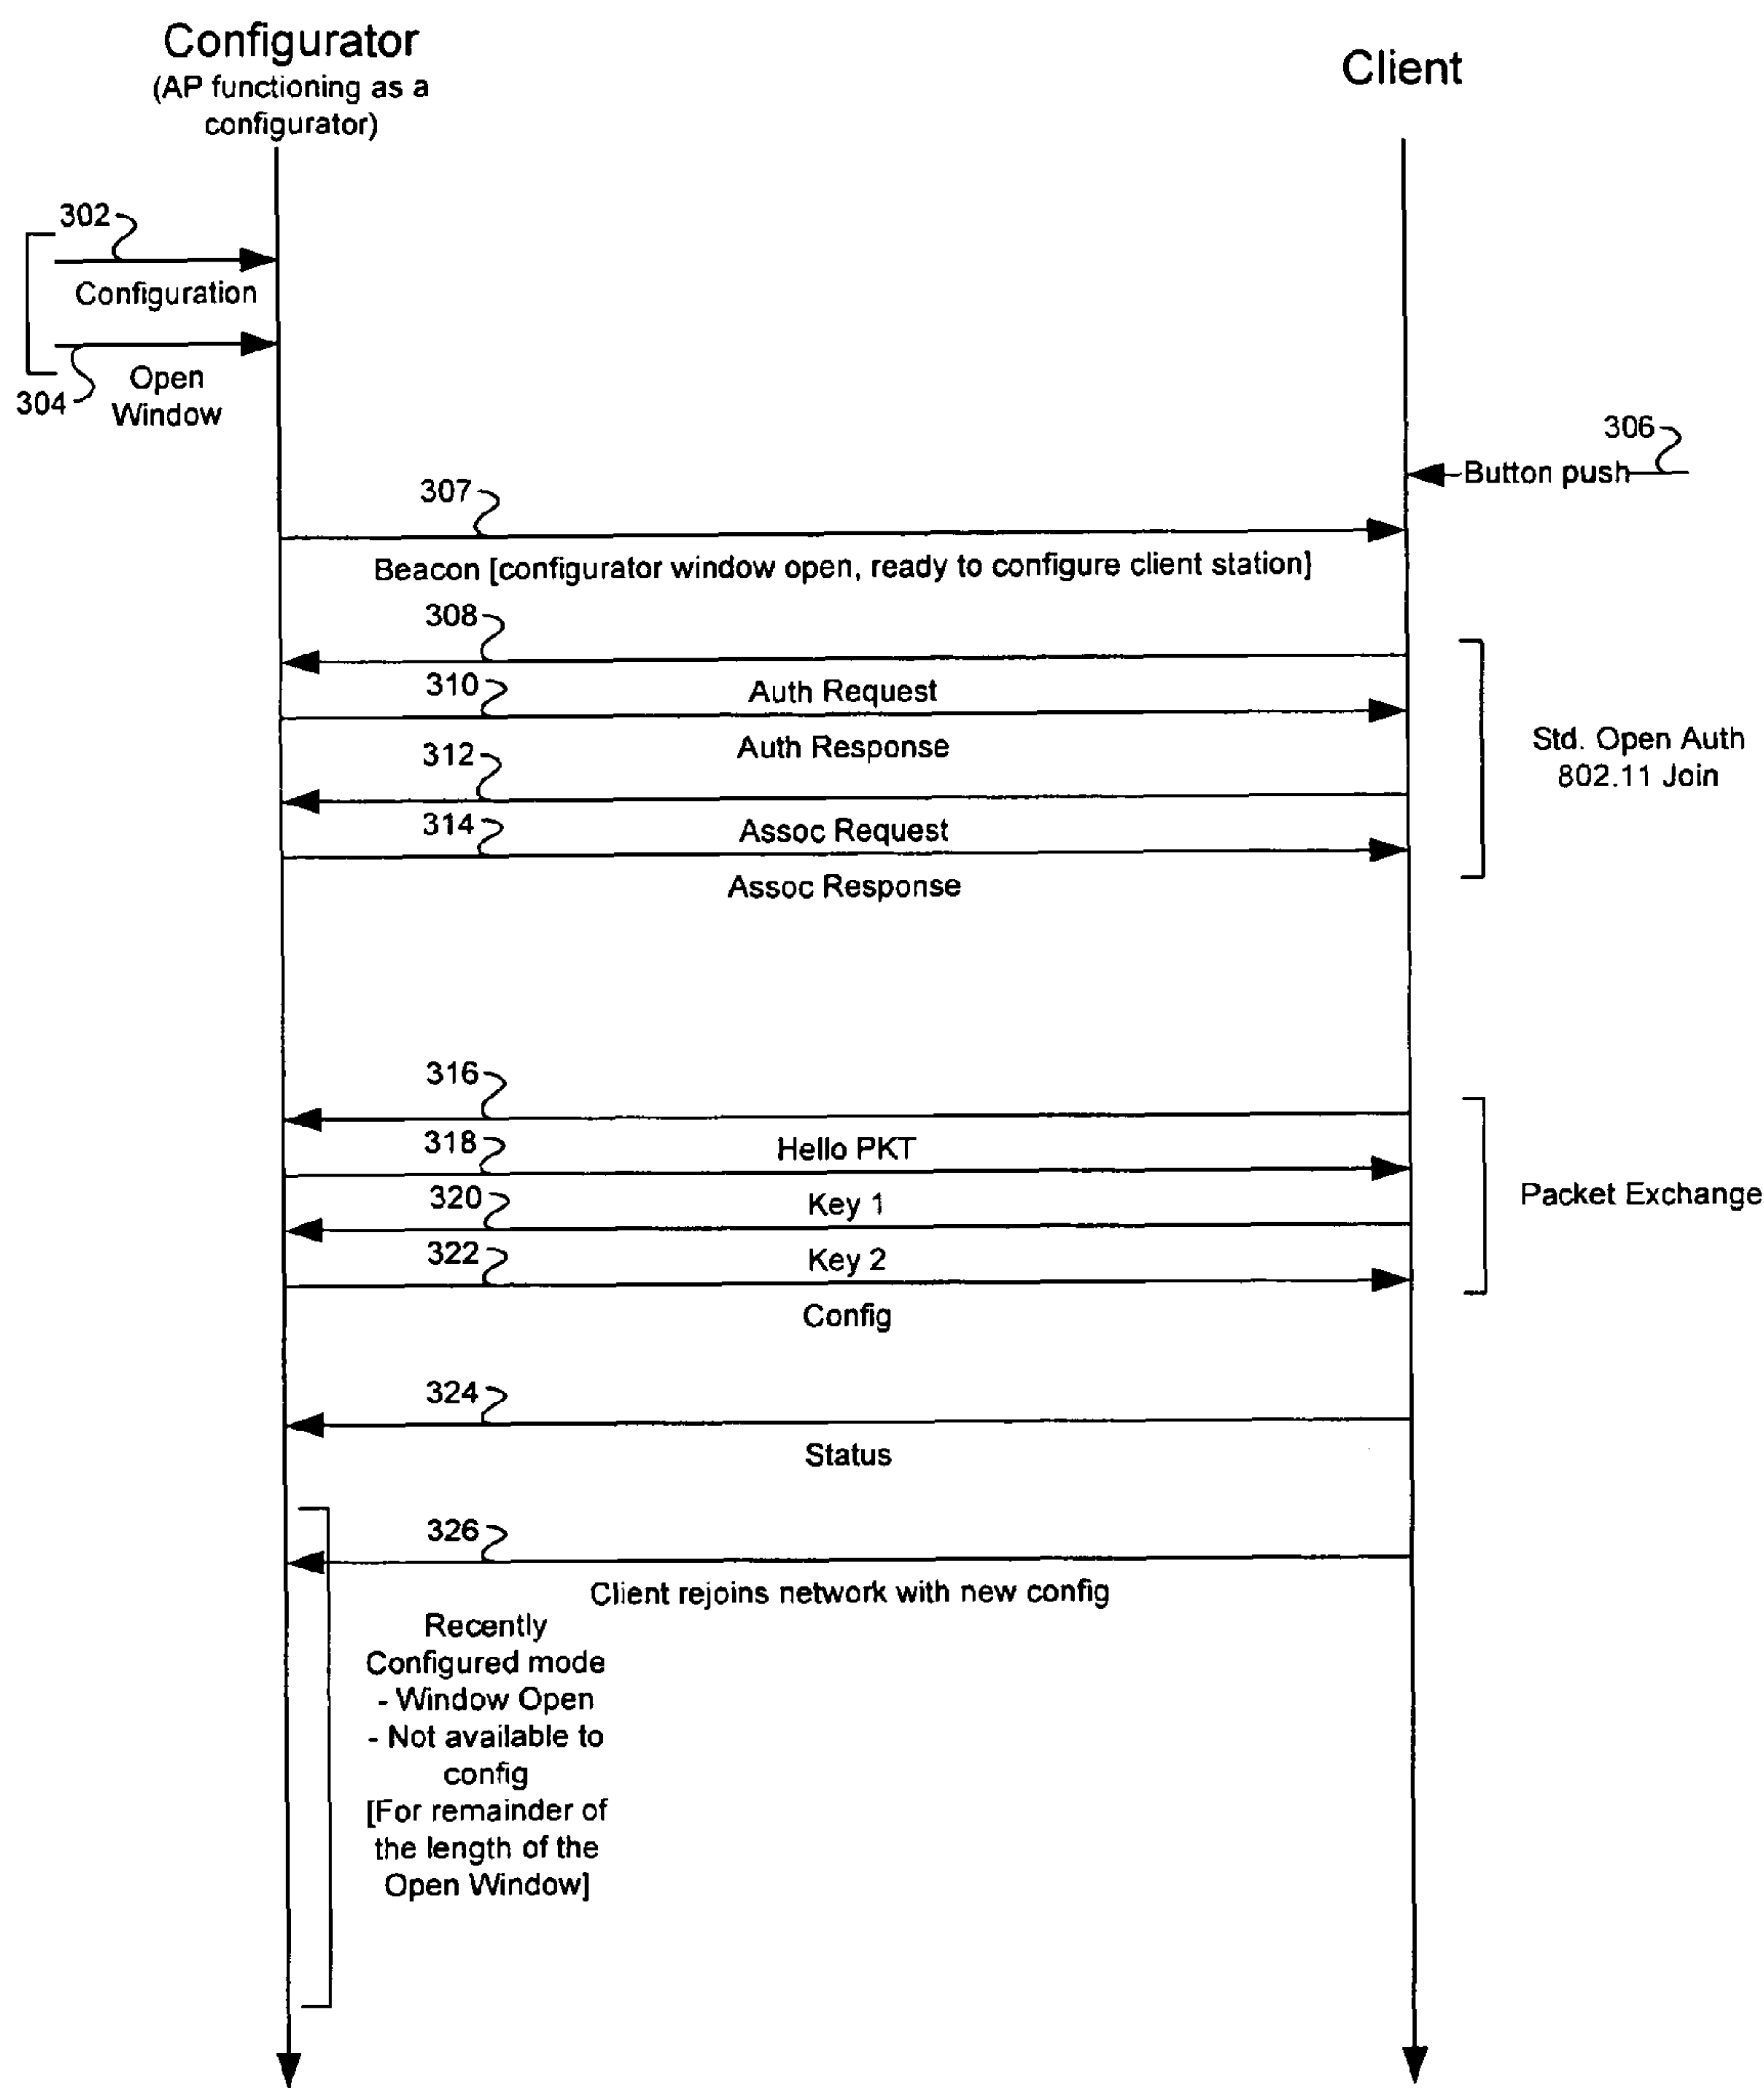 Configurator
(AP functioning as a
configurator)
Client
302
Configuration
304
Open
Window
306
Button push
307
Beacon [configurator window open, ready to configure client station]
308
Auth Request
310
Auth Response
312
Assoc Request
314
Assoc Response
Std. Open Auth
802.11 Join
316
Hello PKT
318
Key 1
320
Key 2
322
Config
Packet Exchange
324
Status
326
Client rejoins network with new config
Recently
Configured mode
- Window Open
- Not available to
config
[For remainder of
the length of the
Open Window]